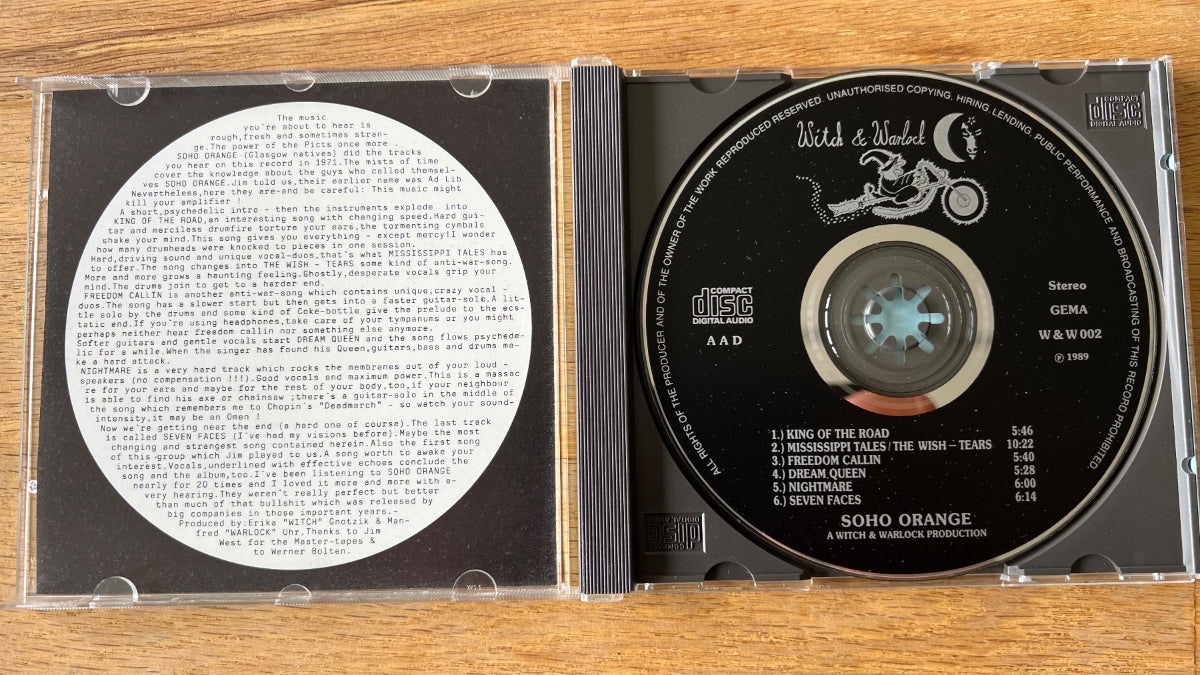 The music
you're about to hear is
rough,fresh and sometimes stran-
ge.The power of the Picts once more .
SOHO ORANGE (Glasgow natives) did the tracks
you hear on this record in 1971.The mists of time
cover the knowledge about the guys who called themsel-
ves SOHO ORANGE.Jim told us,their earlier name was Ad Lib
Nevertheless,here they are-and be careful: This music might
kill your amplifier !
A short,psychedelic intro - then the instruments explode into
KING OF THE ROAD,an interesting song with changing speed.Hard gui-
tar and merciless drumfire torture your ears,the tormenting cymbals
shake your mind.This song gives you everything - except mercy!I wonder
how many drumheads were knocked to pieces in one session.
Hard,driving sound and unique vocal-duos,that's what MISSISSIPPI TALES has
to offer.The song changes into THE WISH - TEARS some kind of anti-war-song.
More and more grows a haunting feeling.Ghostly,desperate vocals grip your
mind.The drums join to get to a harder end.
FREEDOM CALLIN is another anti-war-song which contains unique,crazy vocal -
duos.The song has a slower start but then gets into a faster guitar-solo.A lit-
tle solo by the drums and some kind of Coke-bottle give the prelude to the ecs-
tatic end.If you're using headphones,take care of your tympanums or you might
perhaps neither hear freedom callin nor something else anymore.
Softer guitars and gentle vocals start DREAM QUEEN and the song flows psychede-
lic for a while.When the singer has found his Queen,guitars,bass and drums ma-
ke a hard attack.
NIGHTMARE is a very hard track which rocks the membranes out of your loud -
speakers (no compensation !!!).Good vocals and maximum power.This is a massac
re for your ears and maybe for the rest of your body,too,if your neighbour
is able to find his axe or chainsaw ;there's a guitar-solo in the middle of
the song which remembers me to Chopin's "Deadmarch" - so watch your sound-
intensity,it may be an Omen !
Now we're getting near the end (a hard one of course).The last track
is called SEVEN FACES (I've had my visions before).Maybe the most
changing and strangest song contained herein.Also the first song
of this group which Jim played to us.A song worth to awake your
interest.Vocals,underlined with effective echoes conclude the
song and the album,too.I've been listening to SOHO ORANGE
nearly for 20 times and I loved it more and more with e-
very hearing.They weren't really perfect but better
than much of that bullshit which was released by
big companies in those important years.-
Produced by:Erika "WITCH" Gnotzik & Man-
fred "WARLOCK" Uhr.Thanks to Jim
West for the Master-tapes &
to Werner Bolten.
ALL RIGHTS OF THE PRODUCER AND OF THE OWNER OF THE WORK REPRODUCED RESERVED. UNAUTHORISED COPYING, HIRING, LENDING, PUBLIC PERFORMANCE AND BROADCASTING OF THIS RECORD PROHIBITED.
Witch & Warlock
COMPACT
disc
DIGITAL AUDIO
AAD
Stereo
GEMA
W & W 002
℗ 1989
1.) KING OF THE ROAD 5:46
2.) MISSISSIPPI TALES / THE WISH – TEARS 10:22
3.) FREEDOM CALLIN 5:40
4.) DREAM QUEEN 5:28
5.) NIGHTMARE 6:00
6.) SEVEN FACES 6:14
SOHO ORANGE
A WITCH & WARLOCK PRODUCTION
COMPACT
disc
DIGITAL AUDIO
COMPACT
disc
DIGITAL AUDIO